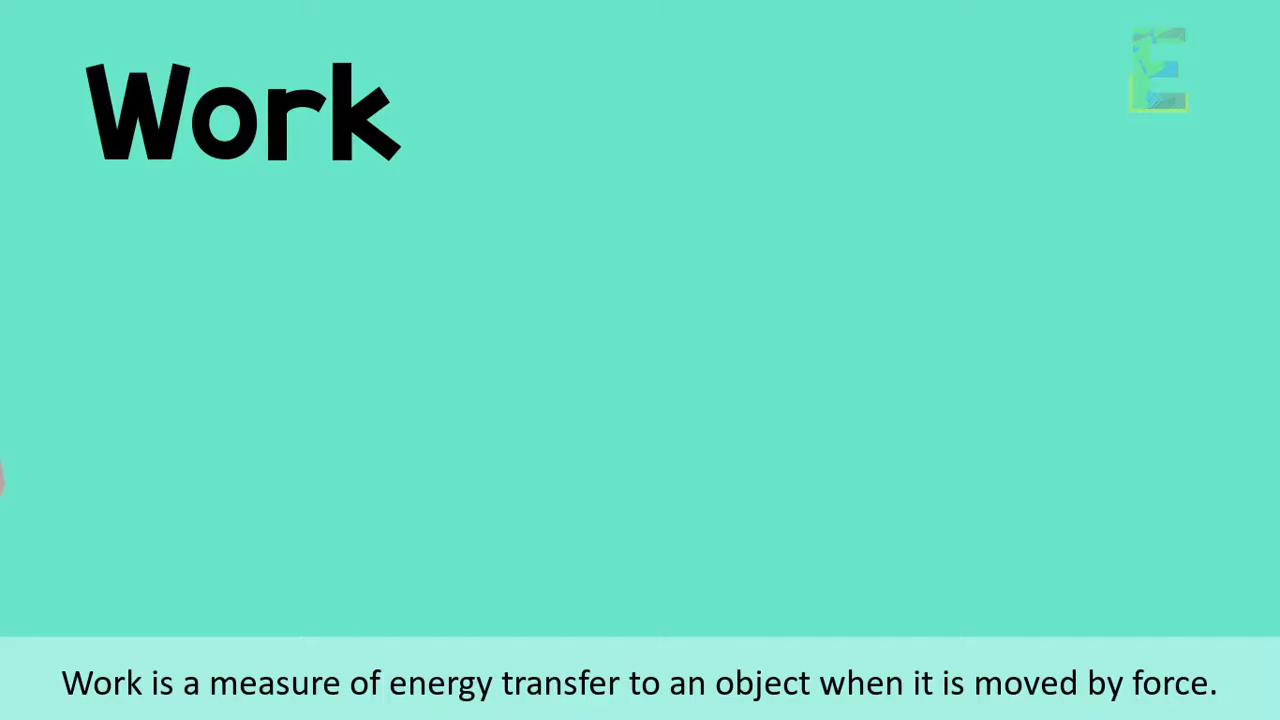 Work
E
Work is a measure of energy transfer to an object when it is moved by force.